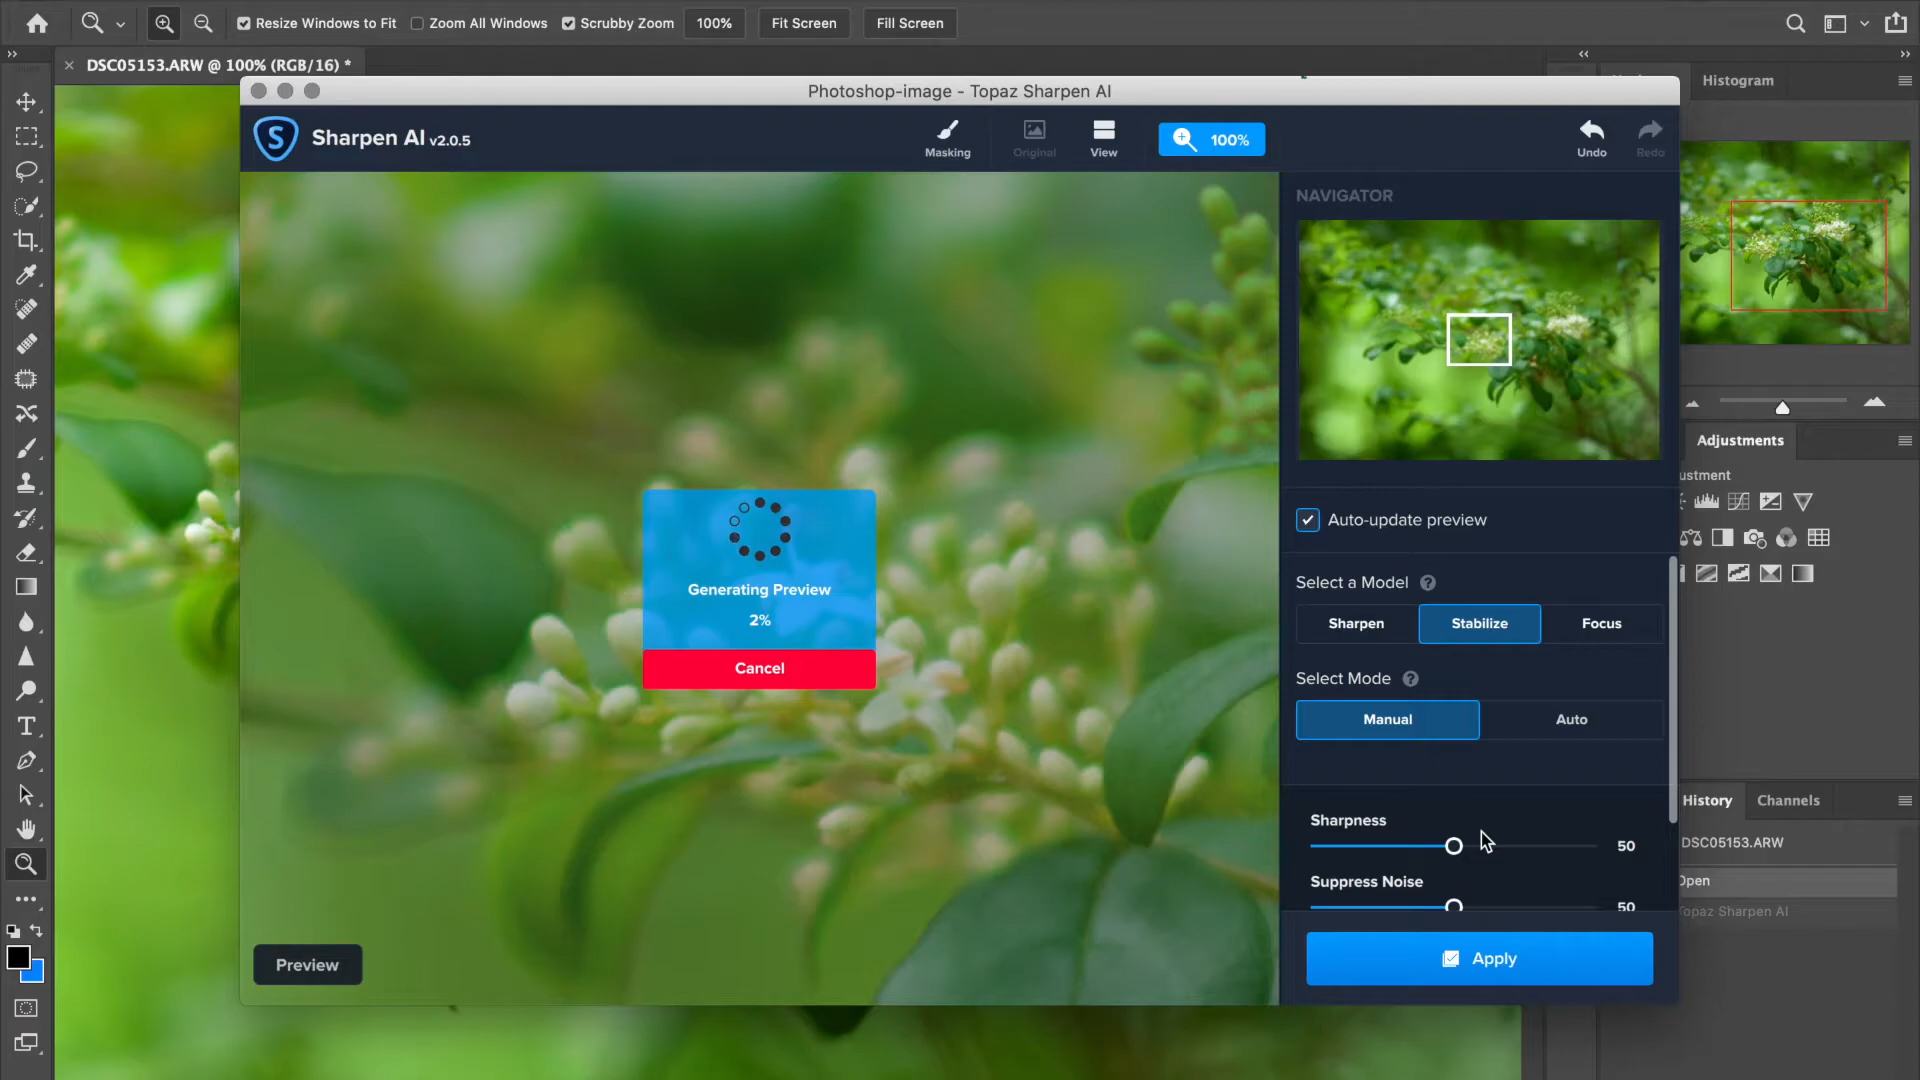 Resize Windows to Fit
Zoom All Windows
Scrubby Zoom
100%
Fit Screen
Fill Screen
DSC05153.ARW @ 100% (RGB/16) *
Histogram
Photoshop-image - Topaz Sharpen AI
S
Sharpen AI v2.0.5
Masking
Original
View
100%
Undo
Redo
NAVIGATOR
Auto-update preview
Select a Model ?
Sharpen
Stabilize
Focus
Select Mode ?
Manual
Auto
Sharpness
50
Suppress Noise
50
Apply
Generating Preview
2%
Cancel
Preview
Adjustments
ustment
History
Channels
DSC05153.ARW
Open
Topaz Sharpen AI